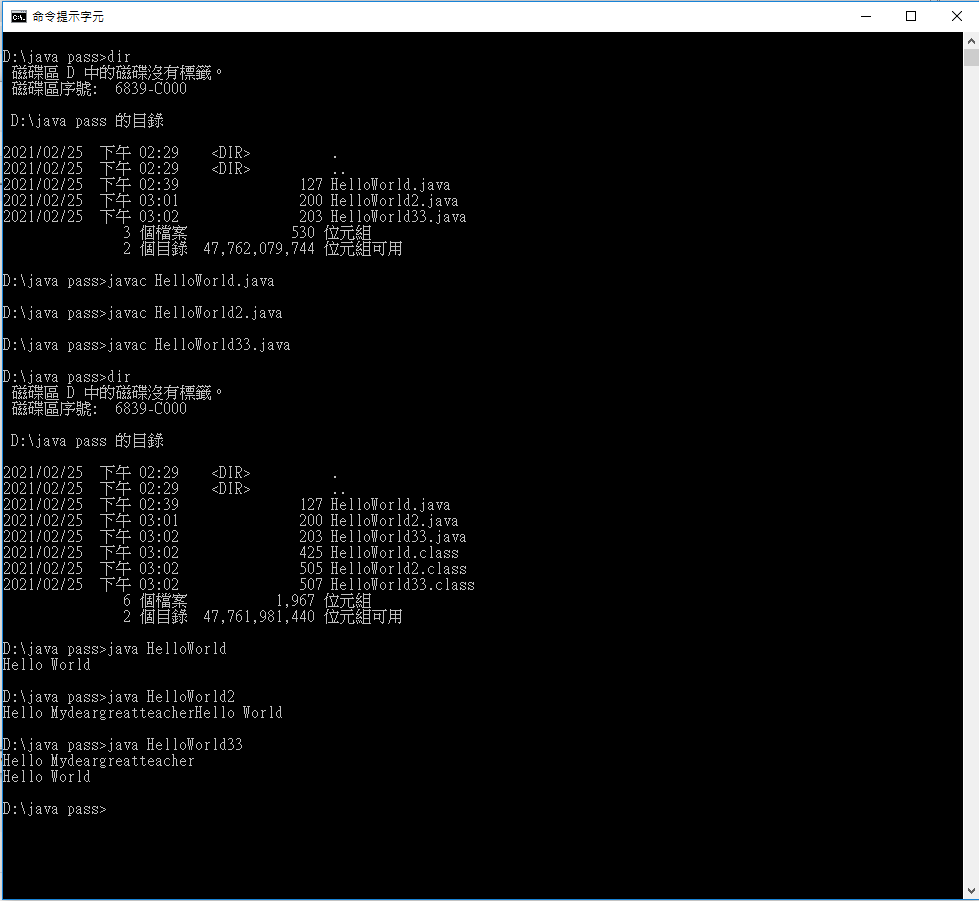 命令提示字元
D:\java pass>dir
磁碟區 D 中的磁碟沒有標籤。
磁碟區序號:  6839-C000
D:\java pass 的目錄
2021/02/25  下午 02:29    <DIR>          .
2021/02/25  下午 02:29    <DIR>          ..
2021/02/25  下午 02:39               127 HelloWorld.java
2021/02/25  下午 03:01               200 HelloWorld2.java
2021/02/25  下午 03:02               203 HelloWorld33.java
3 個檔案             530 位元組
2 個目錄  47,762,079,744 位元組可用
D:\java pass>javac HelloWorld.java
D:\java pass>javac HelloWorld2.java
D:\java pass>javac HelloWorld33.java
D:\java pass>dir
磁碟區 D 中的磁碟沒有標籤。
磁碟區序號:  6839-C000
D:\java pass 的目錄
2021/02/25  下午 02:29    <DIR>          .
2021/02/25  下午 02:29    <DIR>          ..
2021/02/25  下午 02:39               127 HelloWorld.java
2021/02/25  下午 03:01               200 HelloWorld2.java
2021/02/25  下午 03:02               203 HelloWorld33.java
2021/02/25  下午 03:02               425 HelloWorld.class
2021/02/25  下午 03:02               505 HelloWorld2.class
2021/02/25  下午 03:02               507 HelloWorld33.class
6 個檔案           1,967 位元組
2 個目錄  47,761,981,440 位元組可用
D:\java pass>java HelloWorld
Hello World
D:\java pass>java HelloWorld2
Hello MydeargreatteacherHello World
D:\java pass>java HelloWorld33
Hello Mydeargreatteacher
Hello World
D:\java pass>